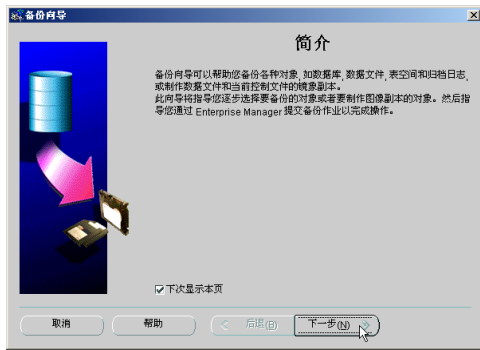 备份向导
简介
备份向导可以帮助您备份各种对象, 如数据库, 数据文件, 表空间和归档日志,
或制作数据文件和当前控制文件的镜象副本。
此向导将指导您逐步选择要备份的对象或者要制作图像副本的对象。然后指
导您通过 Enterprise Manager 提交备份作业以完成操作。
下次显示本页
取消 帮助 后退(B) 下一步(N)